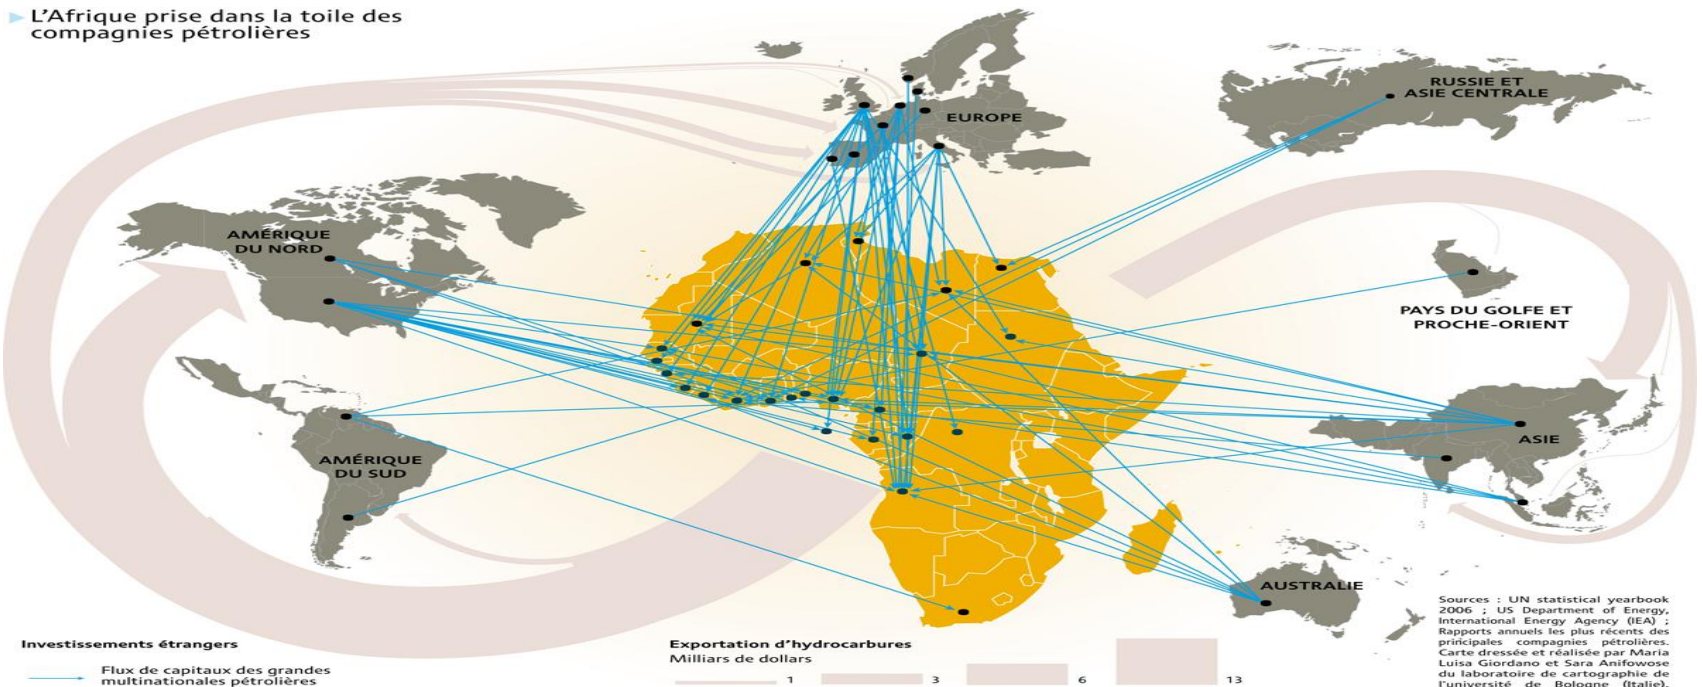 L'Afrique prise dans la toile des
compagnies pétrolières
EUROPE
RUSSIE ET
ASIE CENTRALE
AMÉRIQUE
DU NORD
PAYS DU GOLFE ET
PROCHE-ORIENT
ASIE
AMÉRIQUE
DU SUD
AUSTRALIE
Investissements étrangers
Flux de capitaux des grandes
multinationales pétrolières
Exportation d'hydrocarbures
Milliars de dollars
1
3
6
13
Sources : UN statistical yearbook
2006 ; US Department of Energy,
International Energy Agency (IEA) ;
Rapports annuels les plus récents des
principales compagnies pétrolières.
Carte dressée et réalisée par Maria
Luisa Giordano et Sara Anifowose
du laboratoire de cartographie de
l'université de Bologne (Italie).